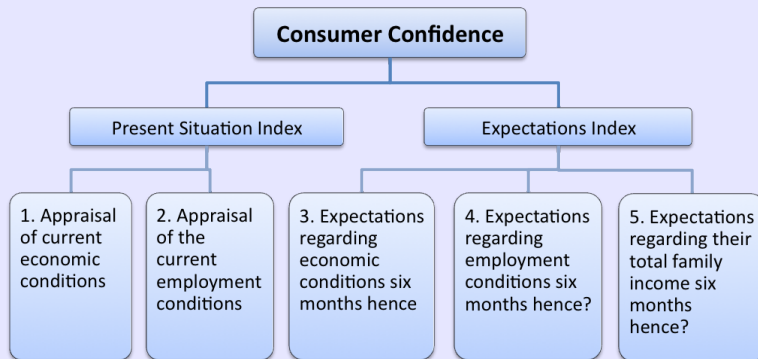 Consumer Confidence
Present Situation Index
Expectations Index
1. Appraisal
of current
economic
conditions
2. Appraisal
of the
current
employment
conditions
3. Expectations
regarding
economic
conditions six
months hence
4. Expectations
regarding
employment
conditions six
months hence?
5. Expectations
regarding their
total family
income six
months
hence?